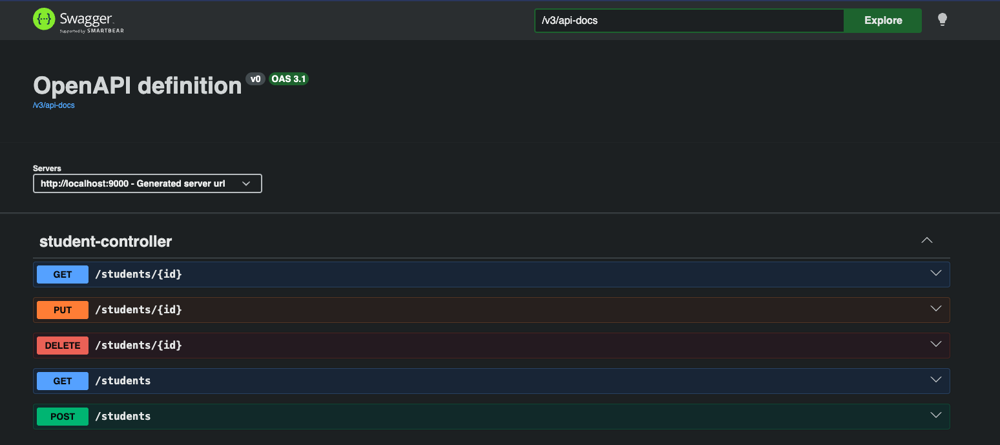 {···} Swagger.
Supported by SMARTBEAR
/v3/api-docs
Explore
OpenAPI definition v0 OAS 3.1
/v3/api-docs
Servers
http://localhost:9000 - Generated server url
student-controller
GET /students/{id}
PUT /students/{id}
DELETE /students/{id}
GET /students
POST /students